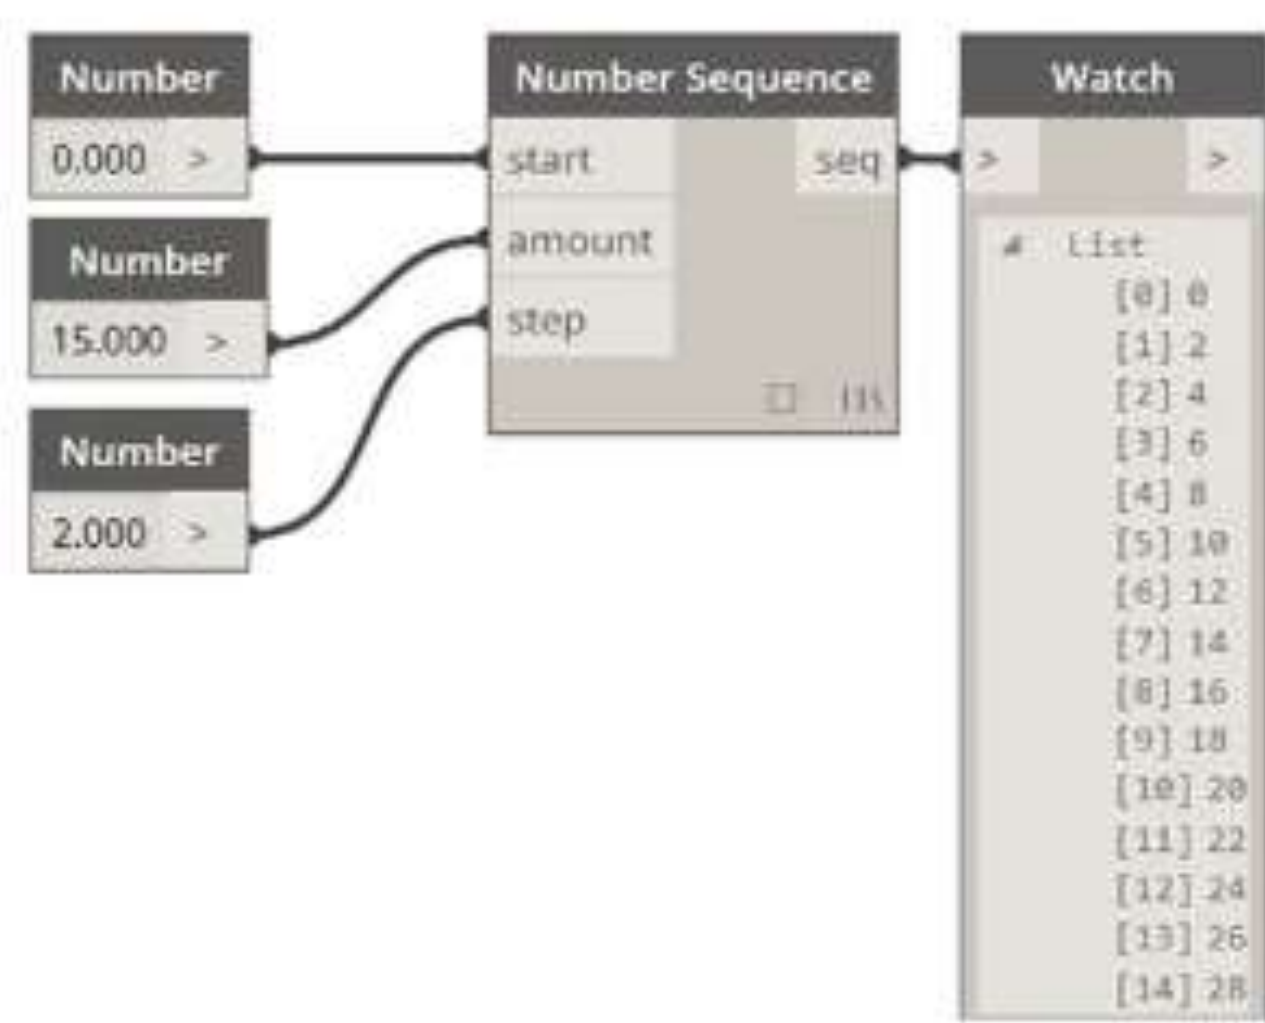 Number
0.000 >
Number
15.000 >
Number
2.000 >
Number Sequence
start
seq
amount
step
Watch
> >
List
[0] 0
[1] 2
[2] 4
[3] 6
[4] 8
[5] 10
[6] 12
[7] 14
[8] 16
[9] 18
[10] 20
[11] 22
[12] 24
[13] 26
[14] 28